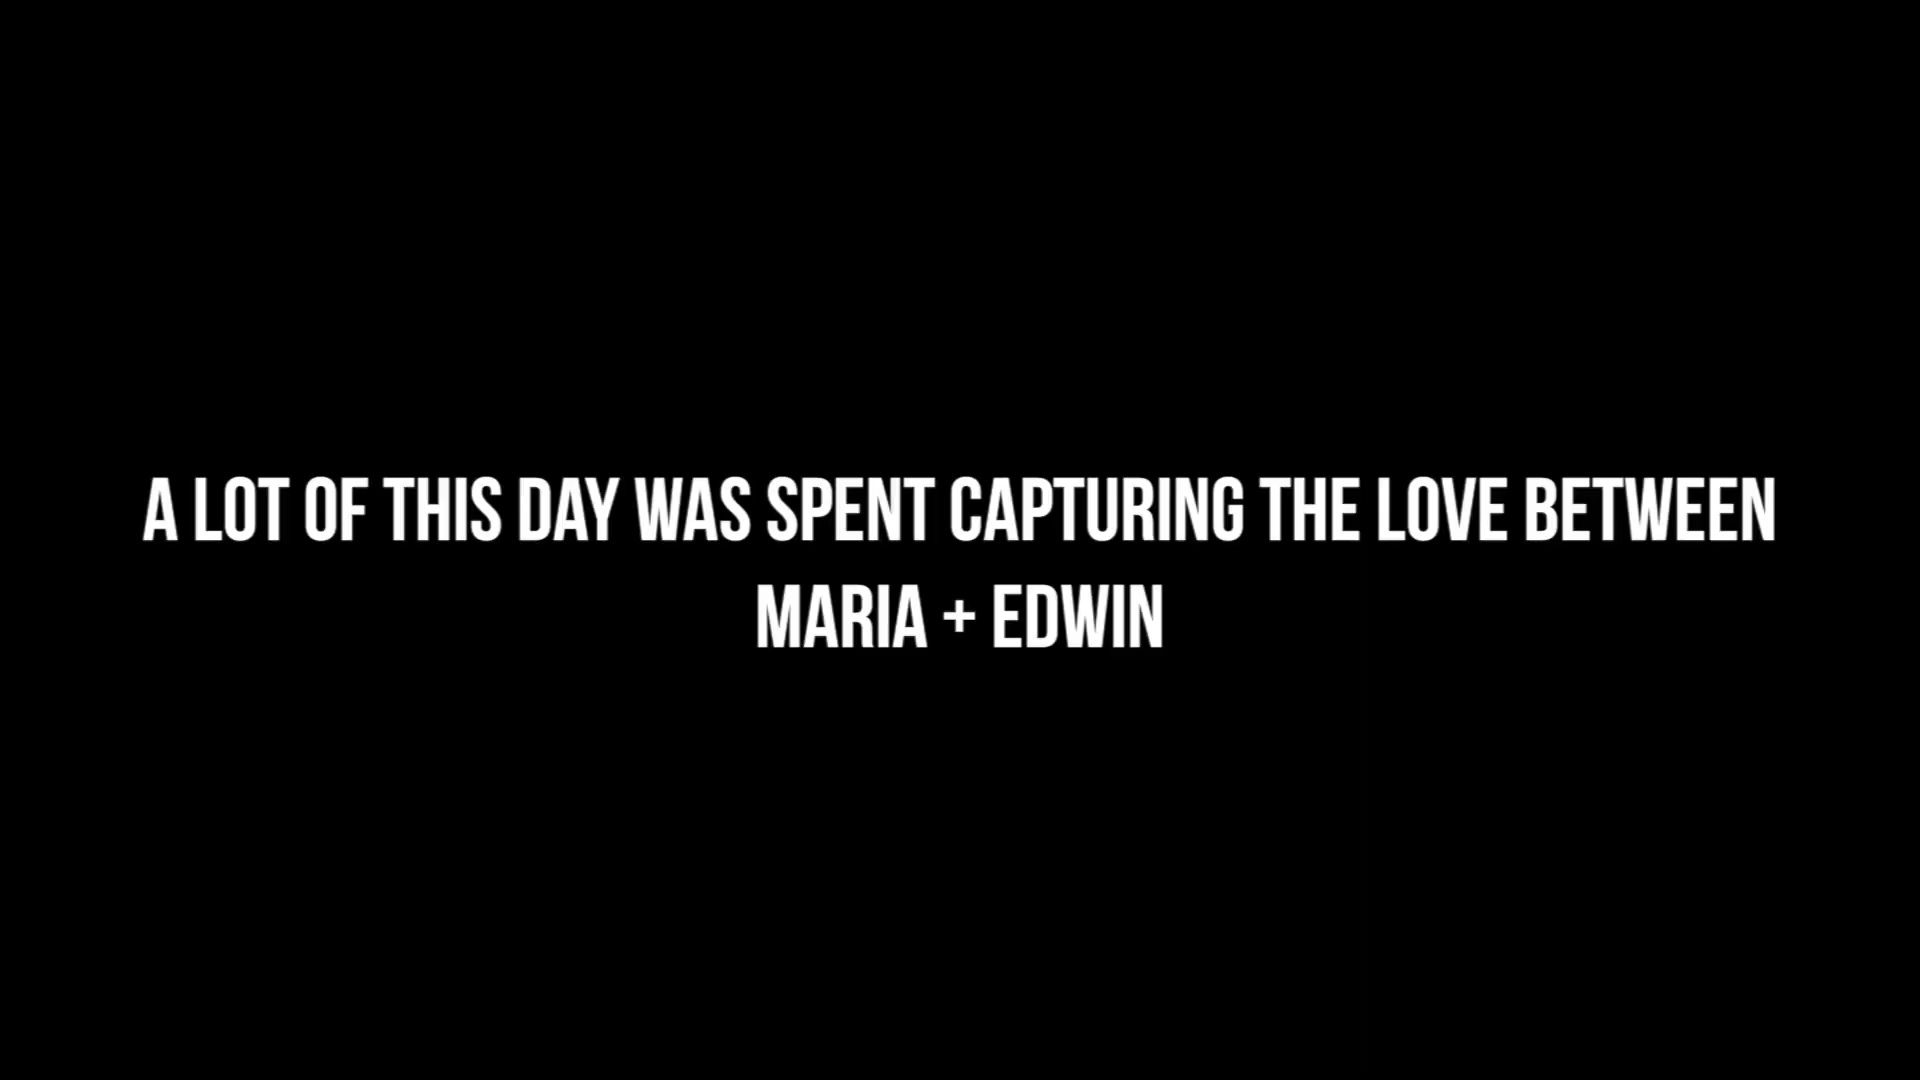 A LOT OF THIS DAY WAS SPENT CAPTURING THE LOVE BETWEEN
MARIA + EDWIN